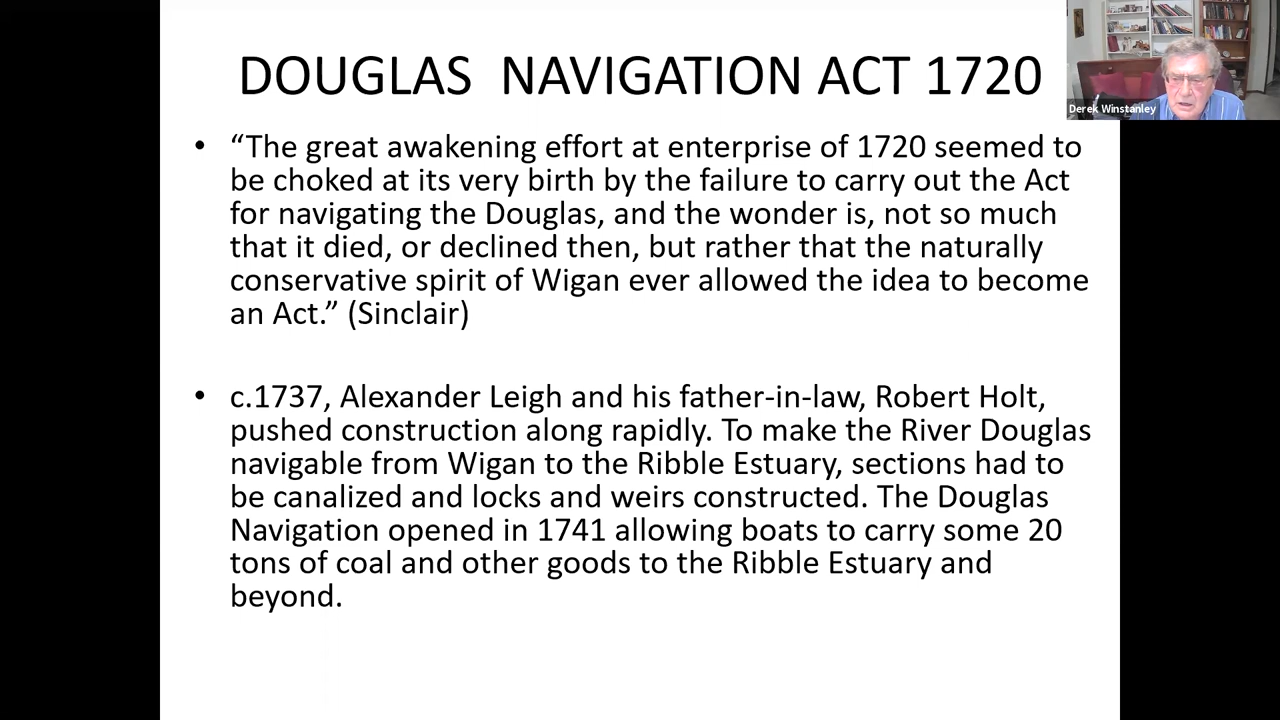 DOUGLAS NAVIGATION ACT 1720
Derek Winstanley
• “The great awakening effort at enterprise of 1720 seemed to
be choked at its very birth by the failure to carry out the Act
for navigating the Douglas, and the wonder is, not so much
that it died, or declined then, but rather that the naturally
conservative spirit of Wigan ever allowed the idea to become
an Act.” (Sinclair)
• c.1737, Alexander Leigh and his father-in-law, Robert Holt,
pushed construction along rapidly. To make the River Douglas
navigable from Wigan to the Ribble Estuary, sections had to
be canalized and locks and weirs constructed. The Douglas
Navigation opened in 1741 allowing boats to carry some 20
tons of coal and other goods to the Ribble Estuary and
beyond.